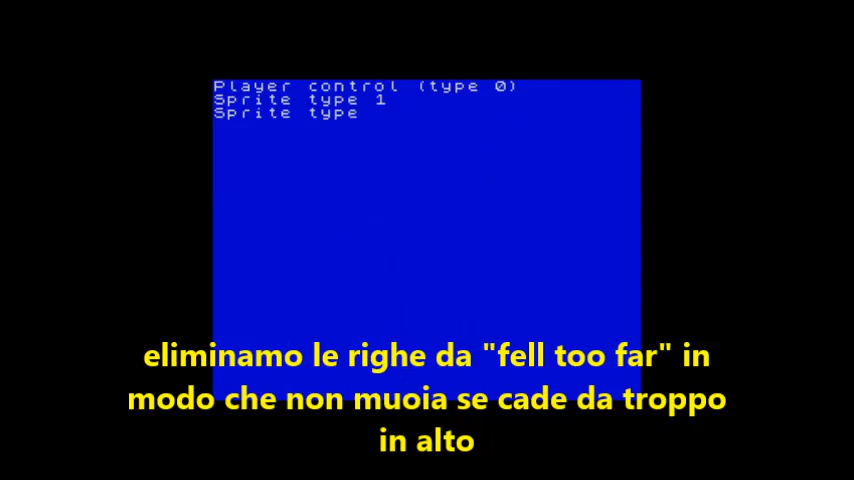 Player control (type 0)
Sprite type 1
Sprite type
eliminamo le righe da "fell too far" in
modo che non muoia se cade da troppo
in alto